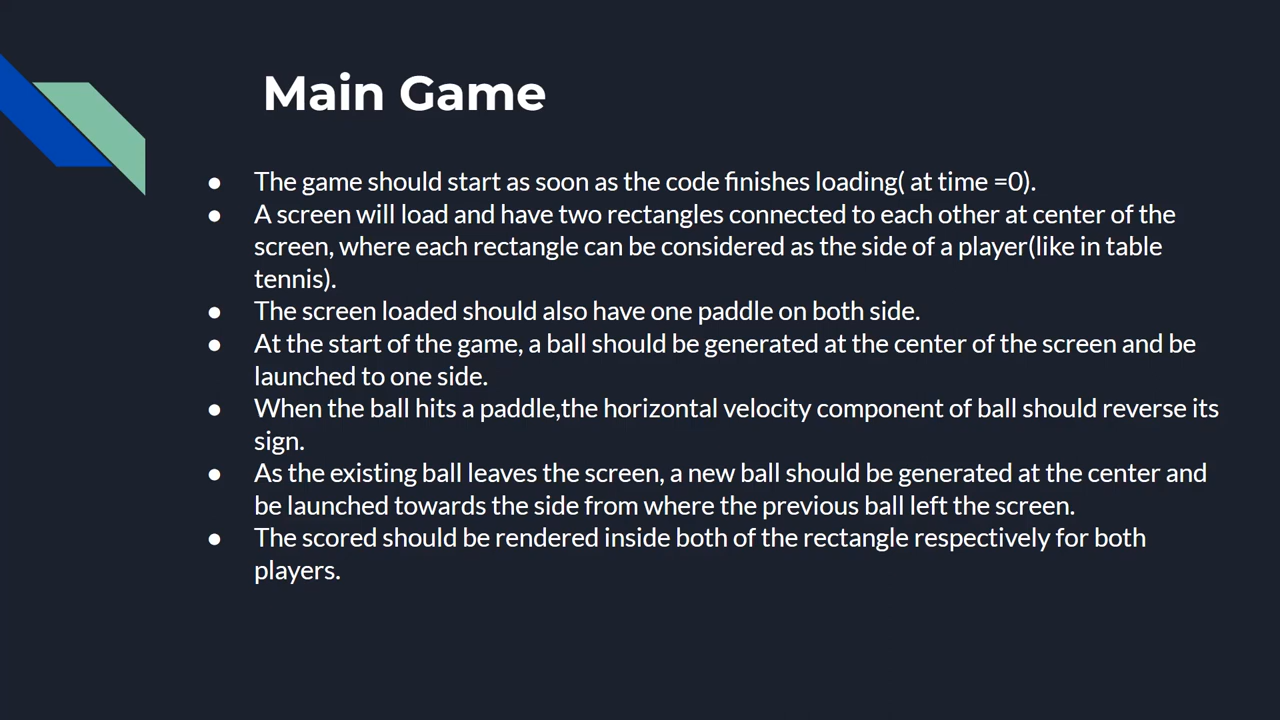 Main Game
● The game should start as soon as the code finishes loading( at time =0).
● A screen will load and have two rectangles connected to each other at center of the
screen, where each rectangle can be considered as the side of a player(like in table
tennis).
● The screen loaded should also have one paddle on both side.
● At the start of the game, a ball should be generated at the center of the screen and be
launched to one side.
● When the ball hits a paddle,the horizontal velocity component of ball should reverse its
sign.
● As the existing ball leaves the screen, a new ball should be generated at the center and
be launched towards the side from where the previous ball left the screen.
● The scored should be rendered inside both of the rectangle respectively for both
players.